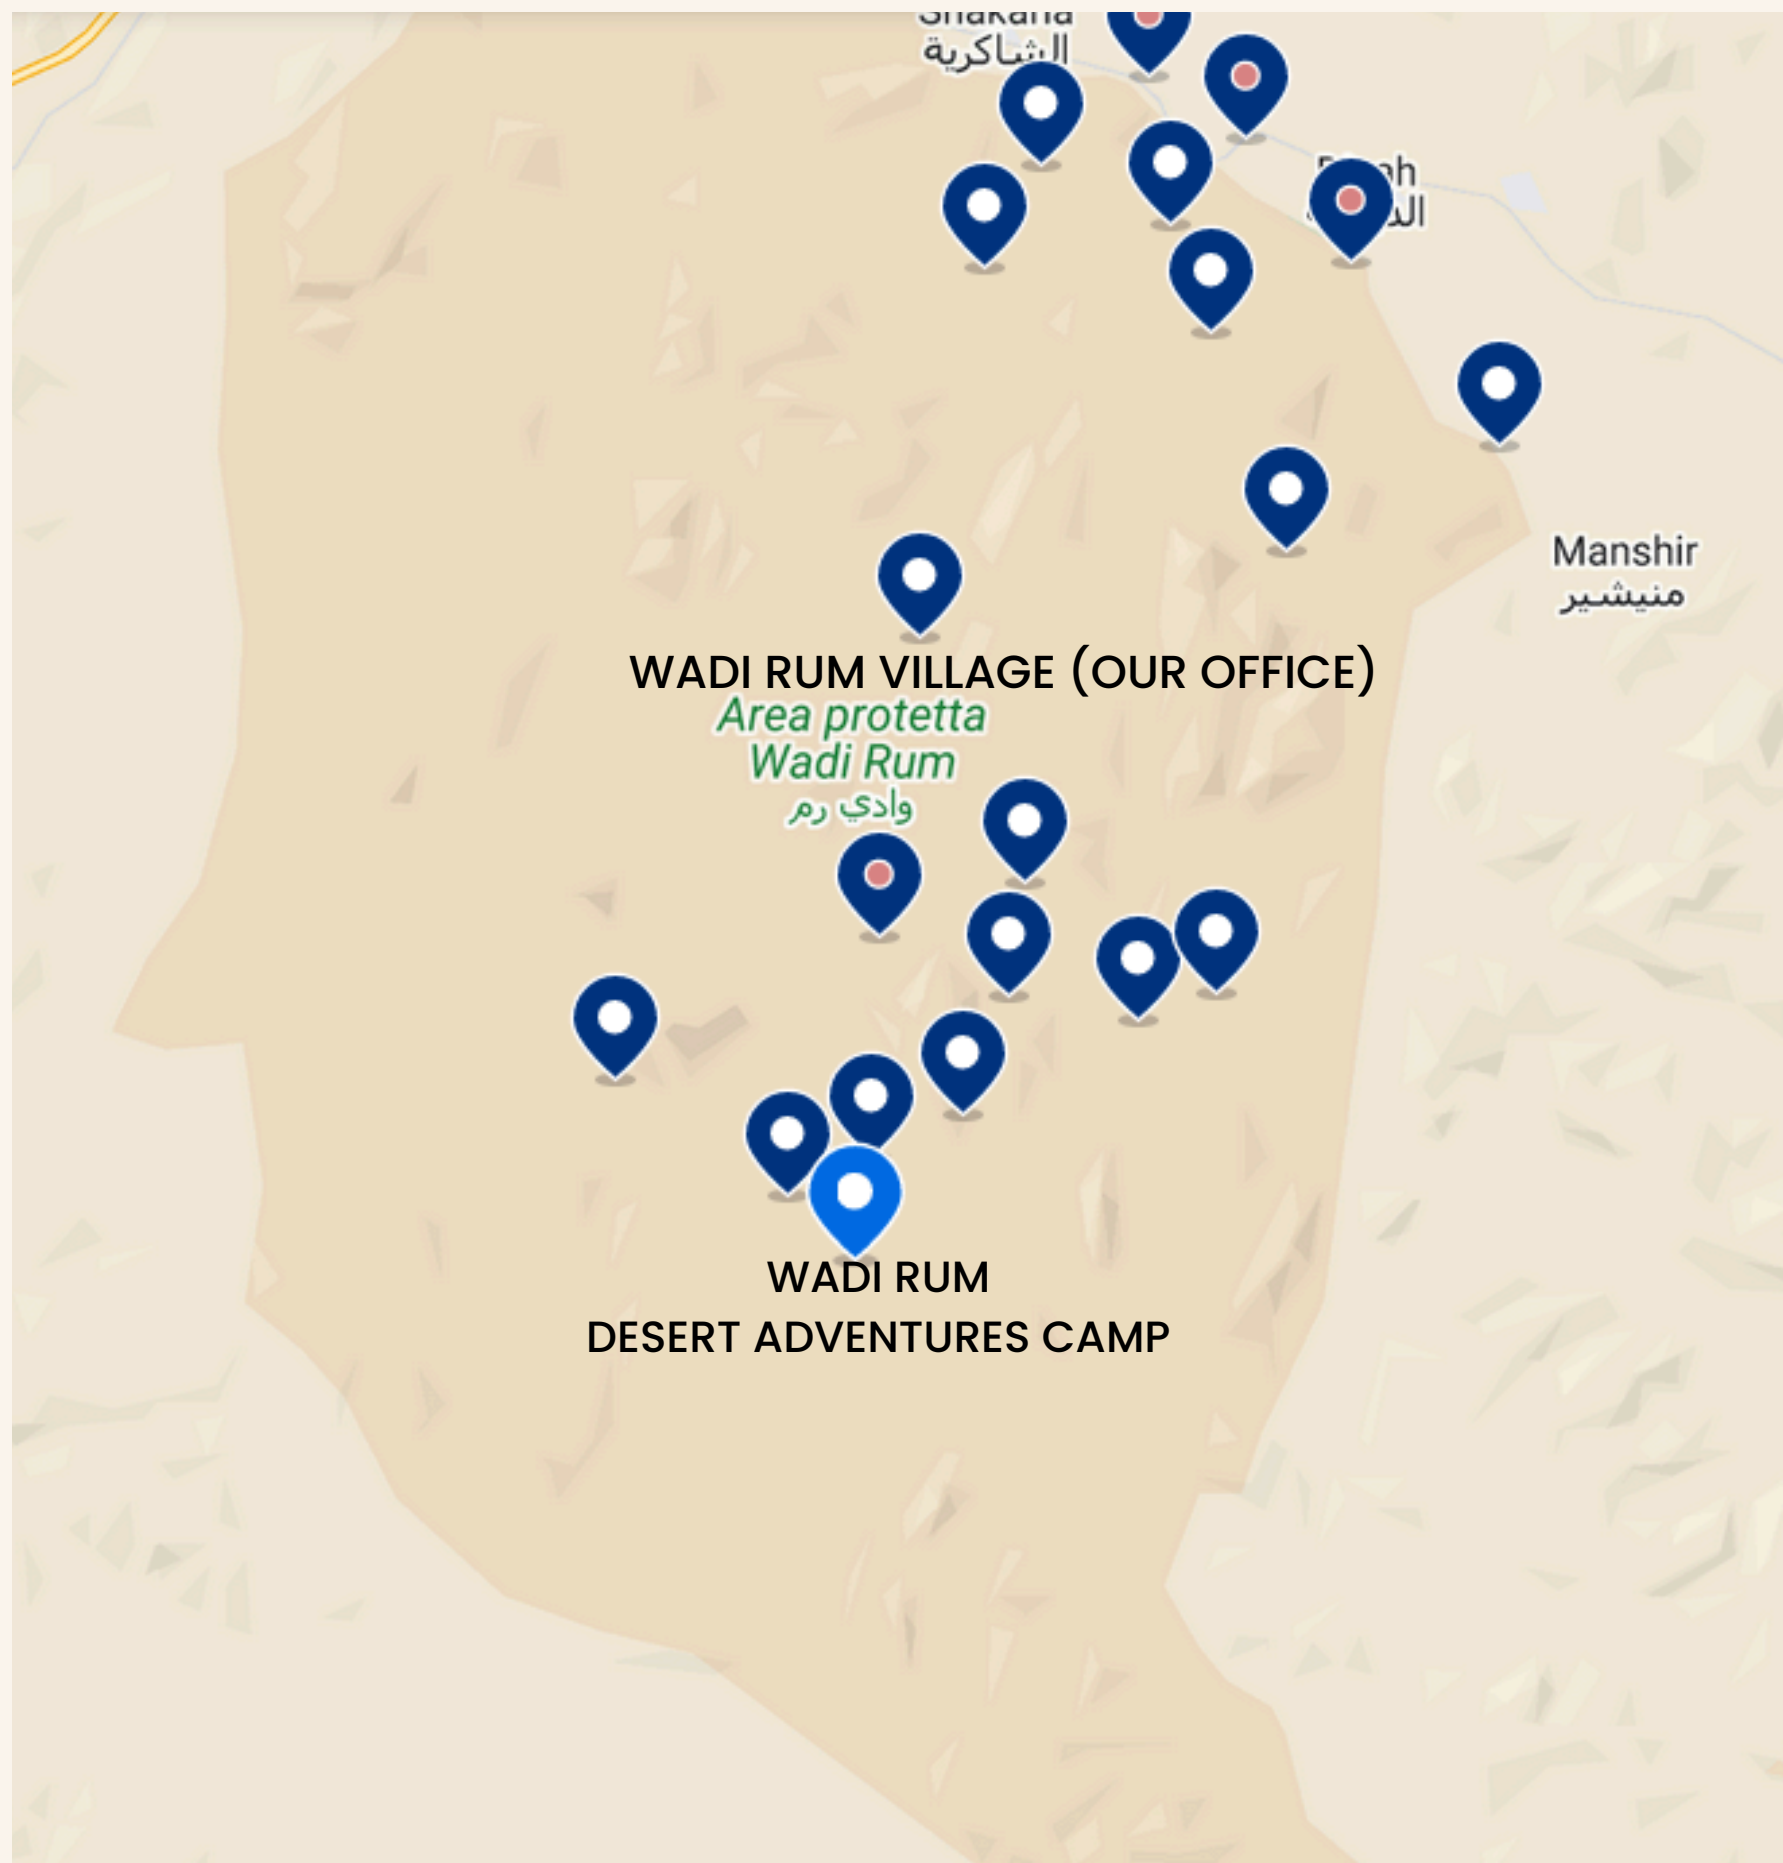 الشاكرية
Manshir
منيشير
WADI RUM VILLAGE (OUR OFFICE)
Area protetta
Wadi Rum
وادي رم
WADI RUM
DESERT ADVENTURES CAMP